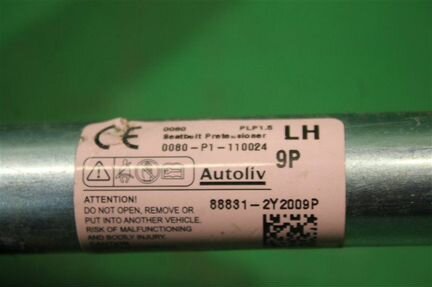 CE 0080 PLP1.5 LH
Seatbelt Pretensioner
0080-P1-110024
9P
Autoliv
ATTENTION!
88831-2Y2009P
DO NOT OPEN, REMOVE OR
PUT INTO ANOTHER VEHICLE.
RISK OF MALFUNCTIONING
AND BODILY INJURY.